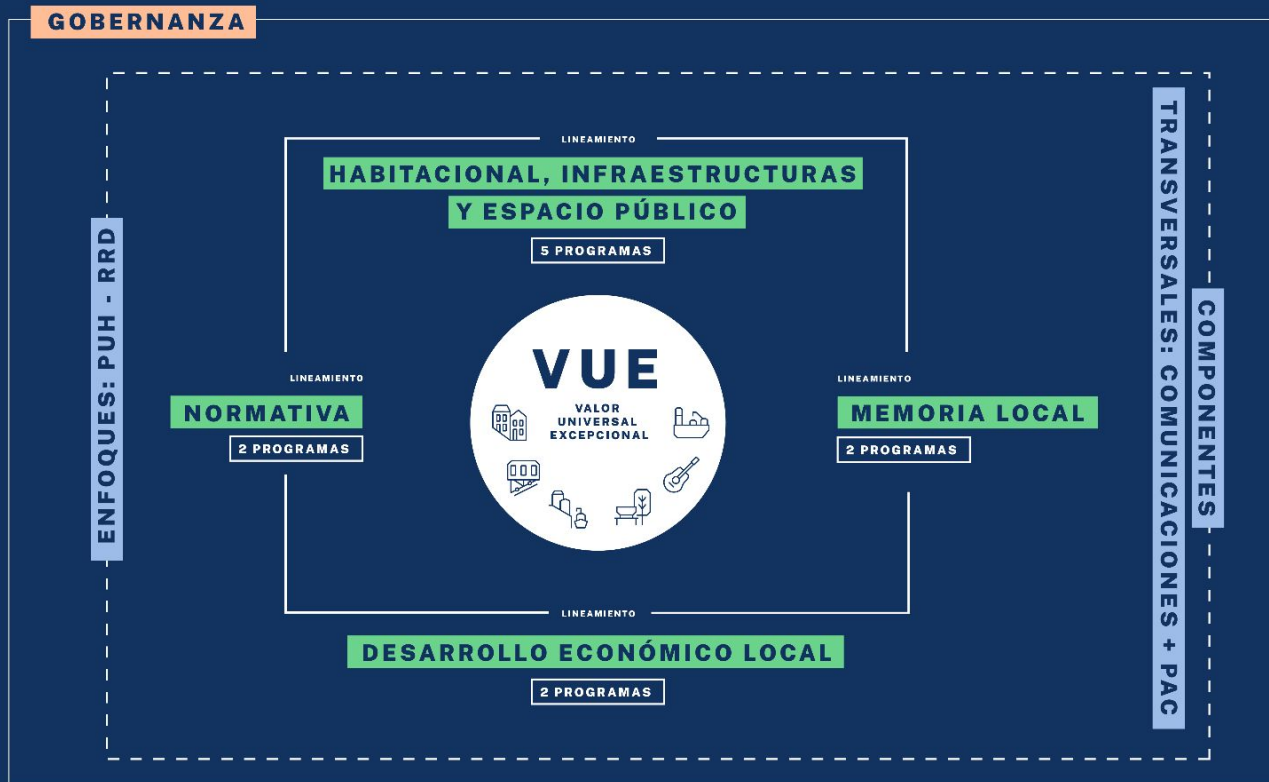 GOBERNANZA
LINEAMIENTO
HABITACIONAL, INFRAESTRUCTURAS
Y ESPACIO PÚBLICO
5 PROGRAMAS
ENFOQUES: PUH - RRD
LINEAMIENTO
NORMATIVA
2 PROGRAMAS
VUE
VALOR
UNIVERSAL
EXCEPCIONAL
LINEAMIENTO
MEMORIA LOCAL
2 PROGRAMAS
LINEAMIENTO
DESARROLLO ECONÓMICO LOCAL
2 PROGRAMAS
COMPONENTES
TRANSVERSALES: COMUNICACIONES + PAC